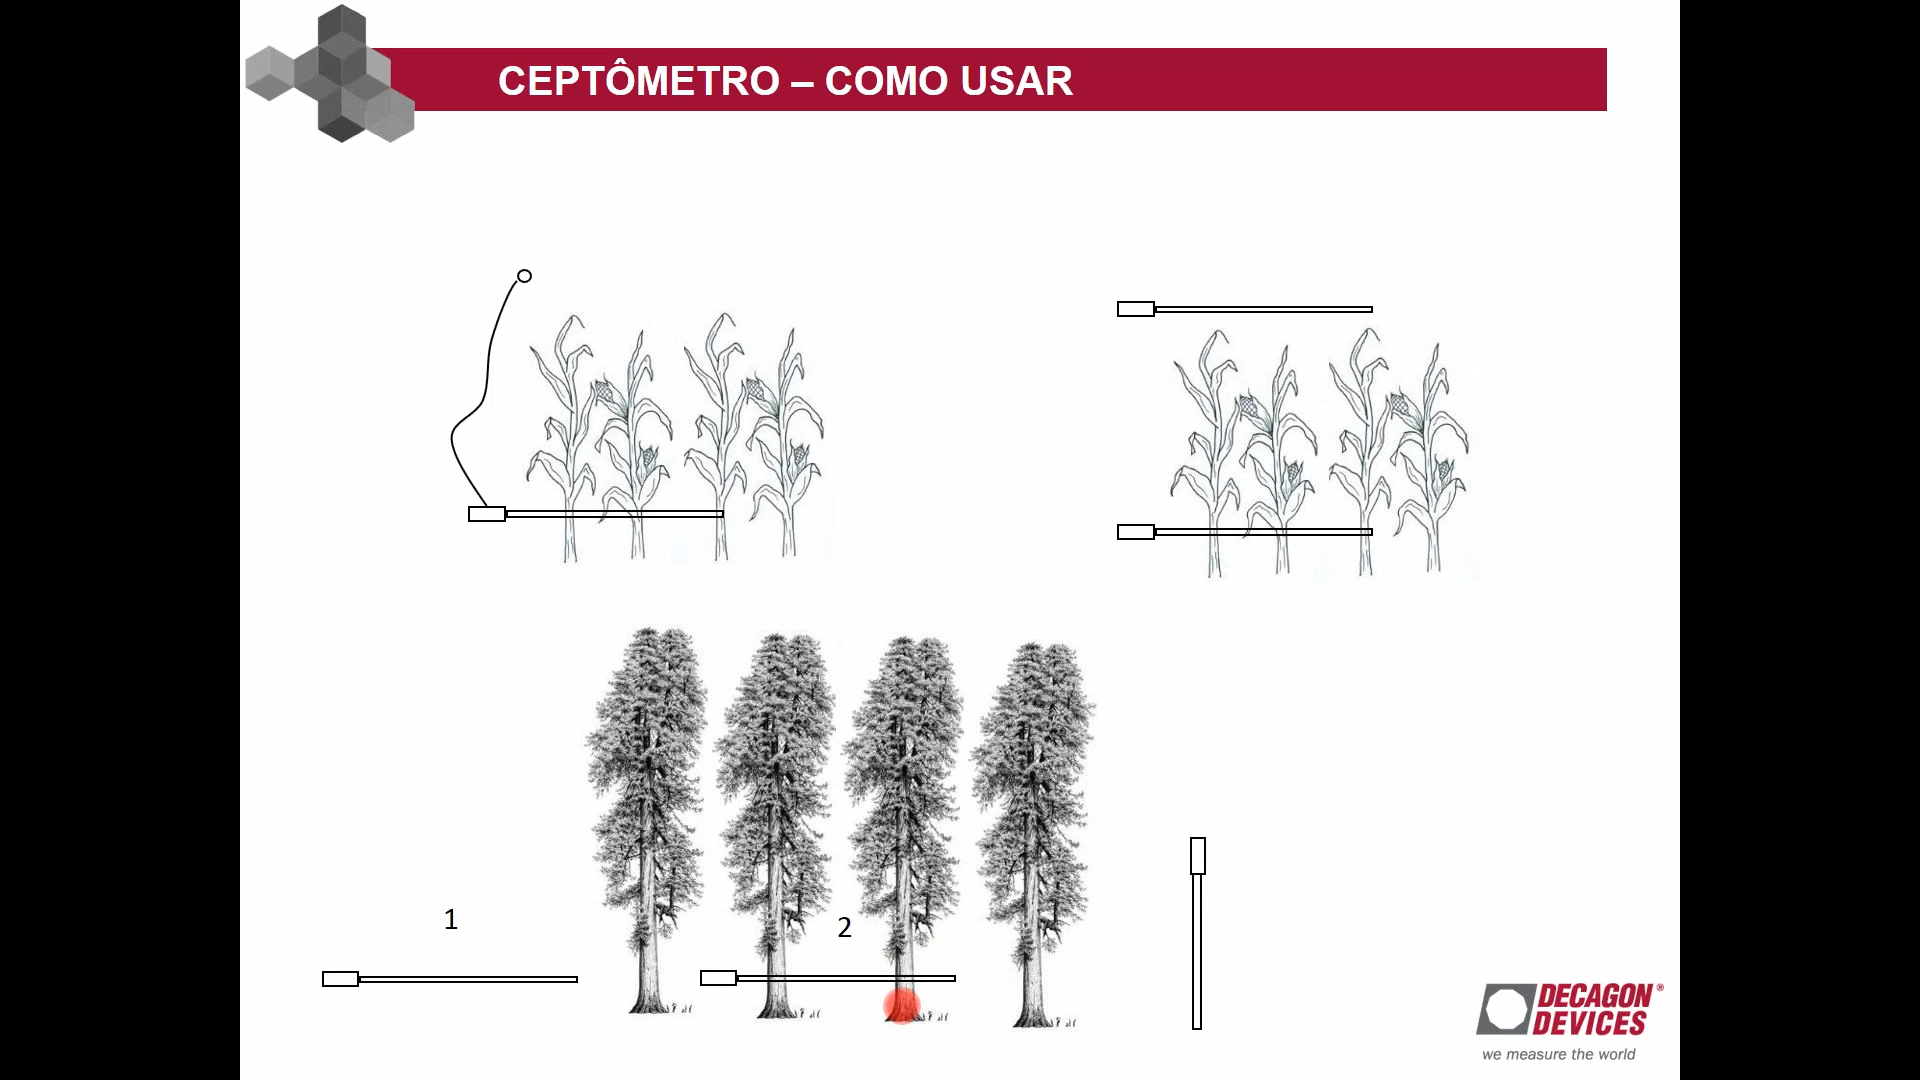 CEPTÔMETRO – COMO USAR
1
2
DECAGON®
DEVICES
we measure the world